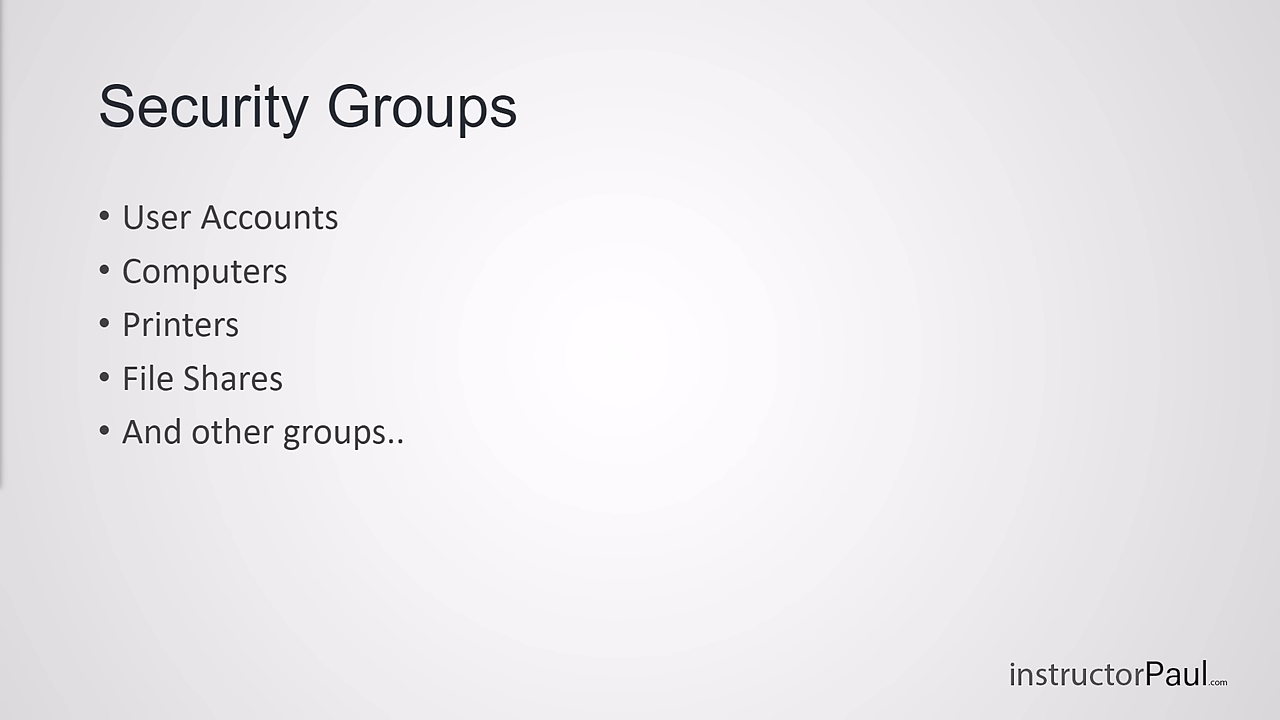 Security Groups
• User Accounts
• Computers
• Printers
• File Shares
• And other groups..
instructorPaul.com